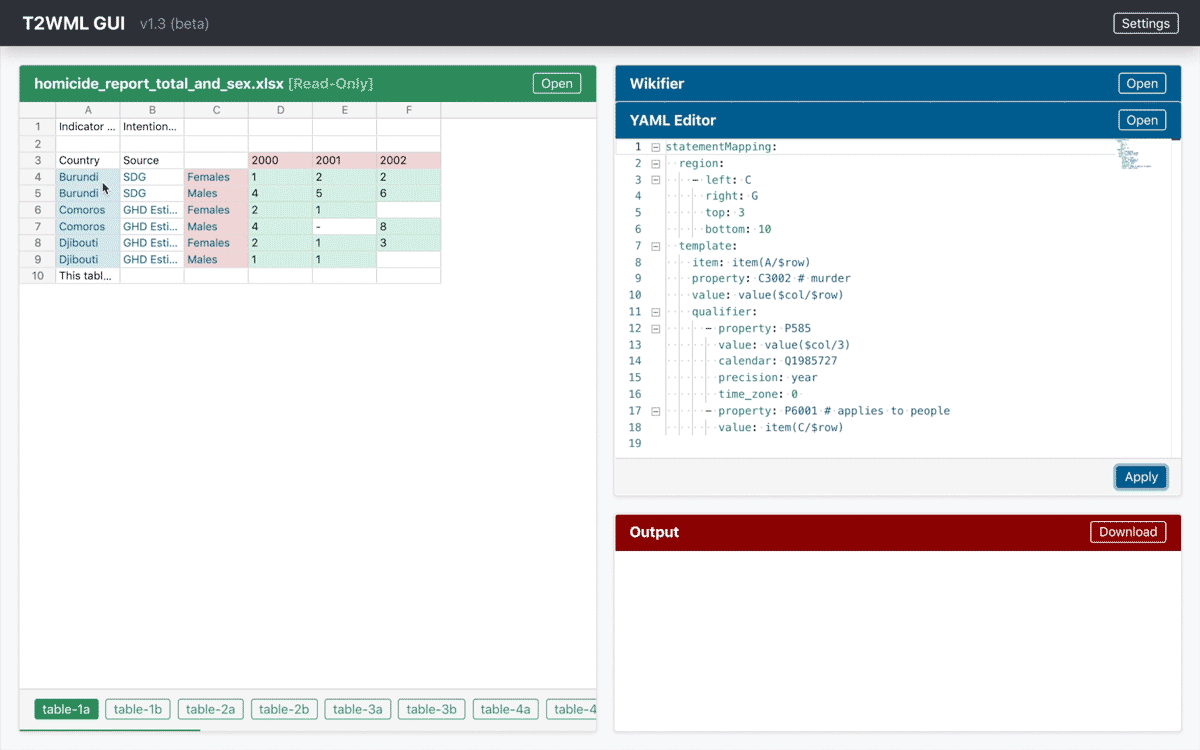 T2WML GUI v1.3 (beta) Settings
homicide_report_total_and_sex.xlsx [Read-Only] Open
A B C D E F
1 Indicator ... Intention...
2
3 Country Source 2000 2001 2002
4 Burundi SDG Females 1 2 2
5 Burundi SDG Males 4 5 6
6 Comoros GHD Esti... Females 2 1
7 Comoros GHD Esti... Males 4 - 8
8 Djibouti GHD Esti... Females 2 1 3
9 Djibouti GHD Esti... Males 1 1
10 This tabl...
table-1a table-1b table-2a table-2b table-3a table-3b table-4a table-4
Wikifier Open
YAML Editor Open
1 statementMapping:
2 region:
3 - left: C
4 right: G
5 top: 3
6 bottom: 10
7 template:
8 item: item(A/$row)
9 property: C3002 # murder
10 value: value($col/$row)
11 qualifier:
12 - property: P585
13 value: value($col/3)
14 calendar: Q1985727
15 precision: year
16 time_zone: 0
17 - property: P6001 # applies to people
18 value: item(C/$row)
19
Apply
Output Download